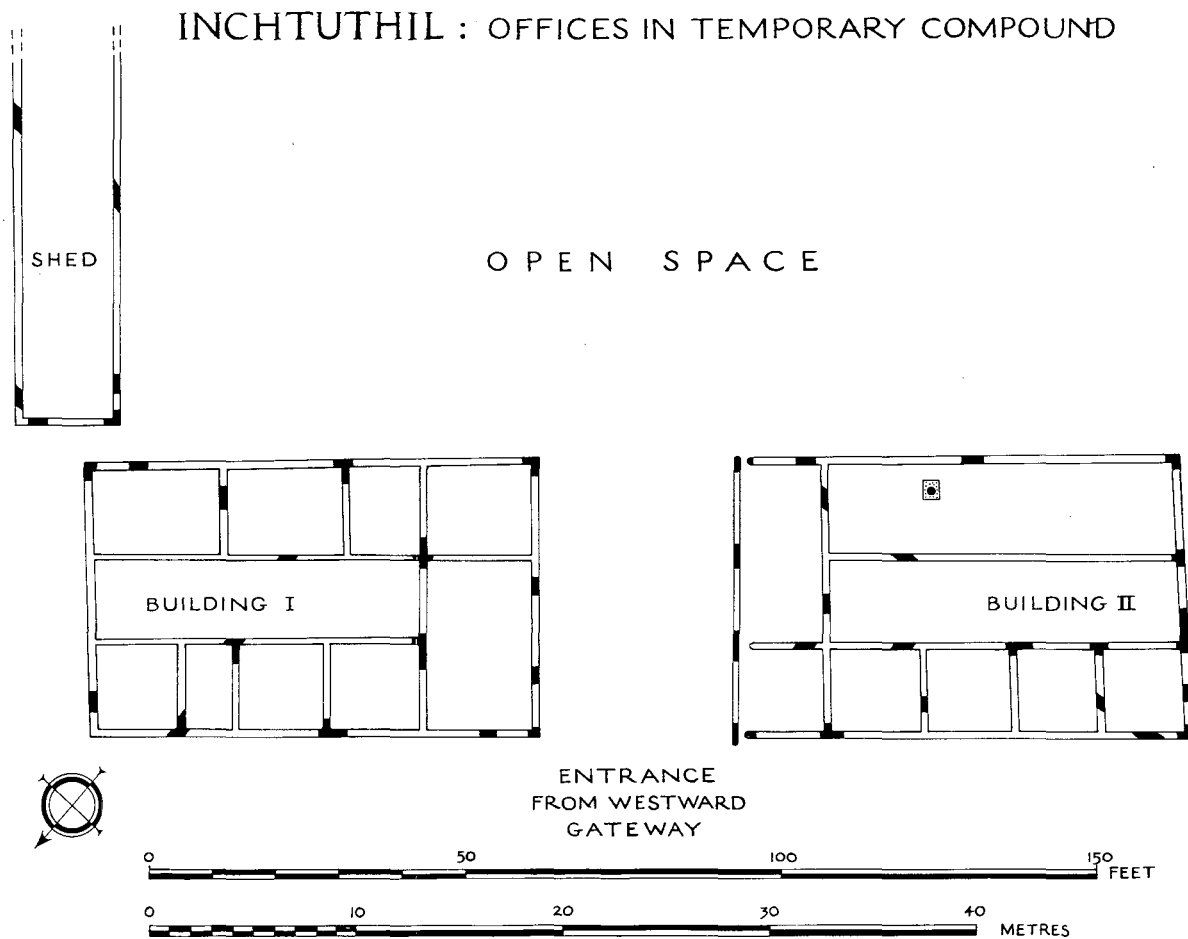 INCHTUTHIL : OFFICES IN TEMPORARY COMPOUND
SHED
OPEN SPACE
BUILDING I
BUILDING II
ENTRANCE
FROM WESTWARD
GATEWAY
0 50 100 150 FEET
0 10 20 30 40 METRES